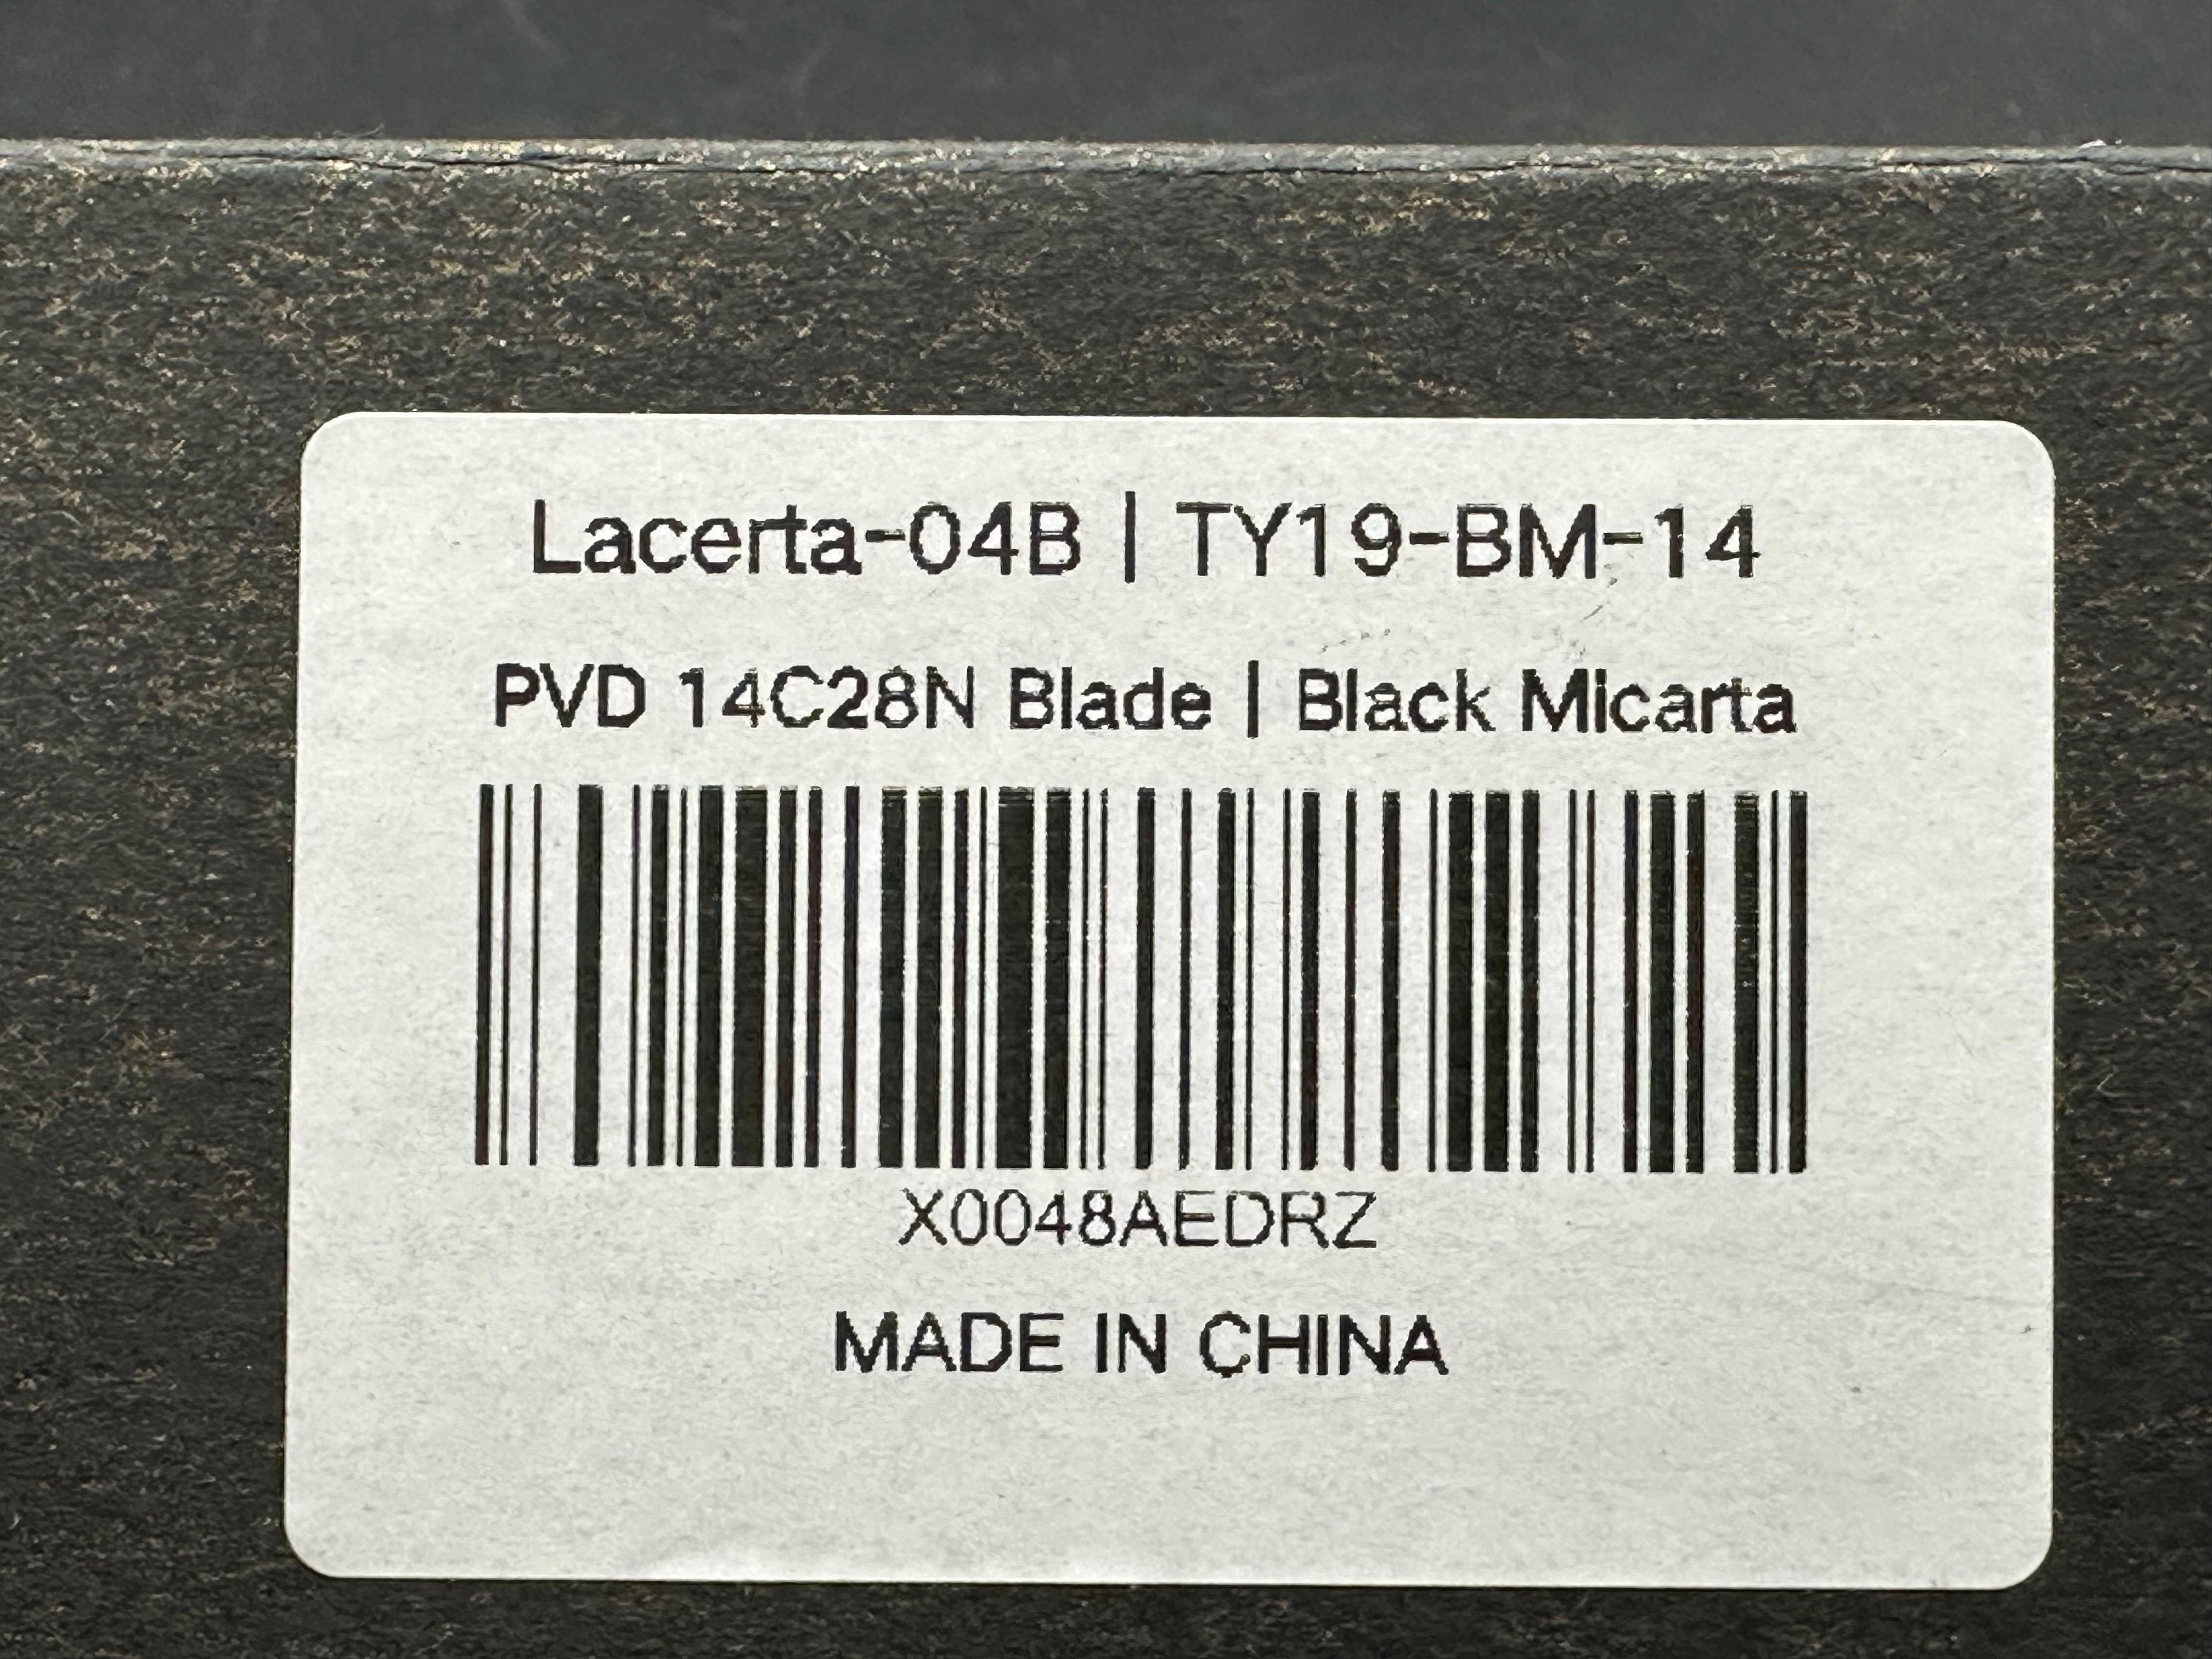 Lacerta-04B | TY19-BM-14
PVD 14C28N Blade | Black Micarta
X0048AEDRZ
MADE IN CHINA